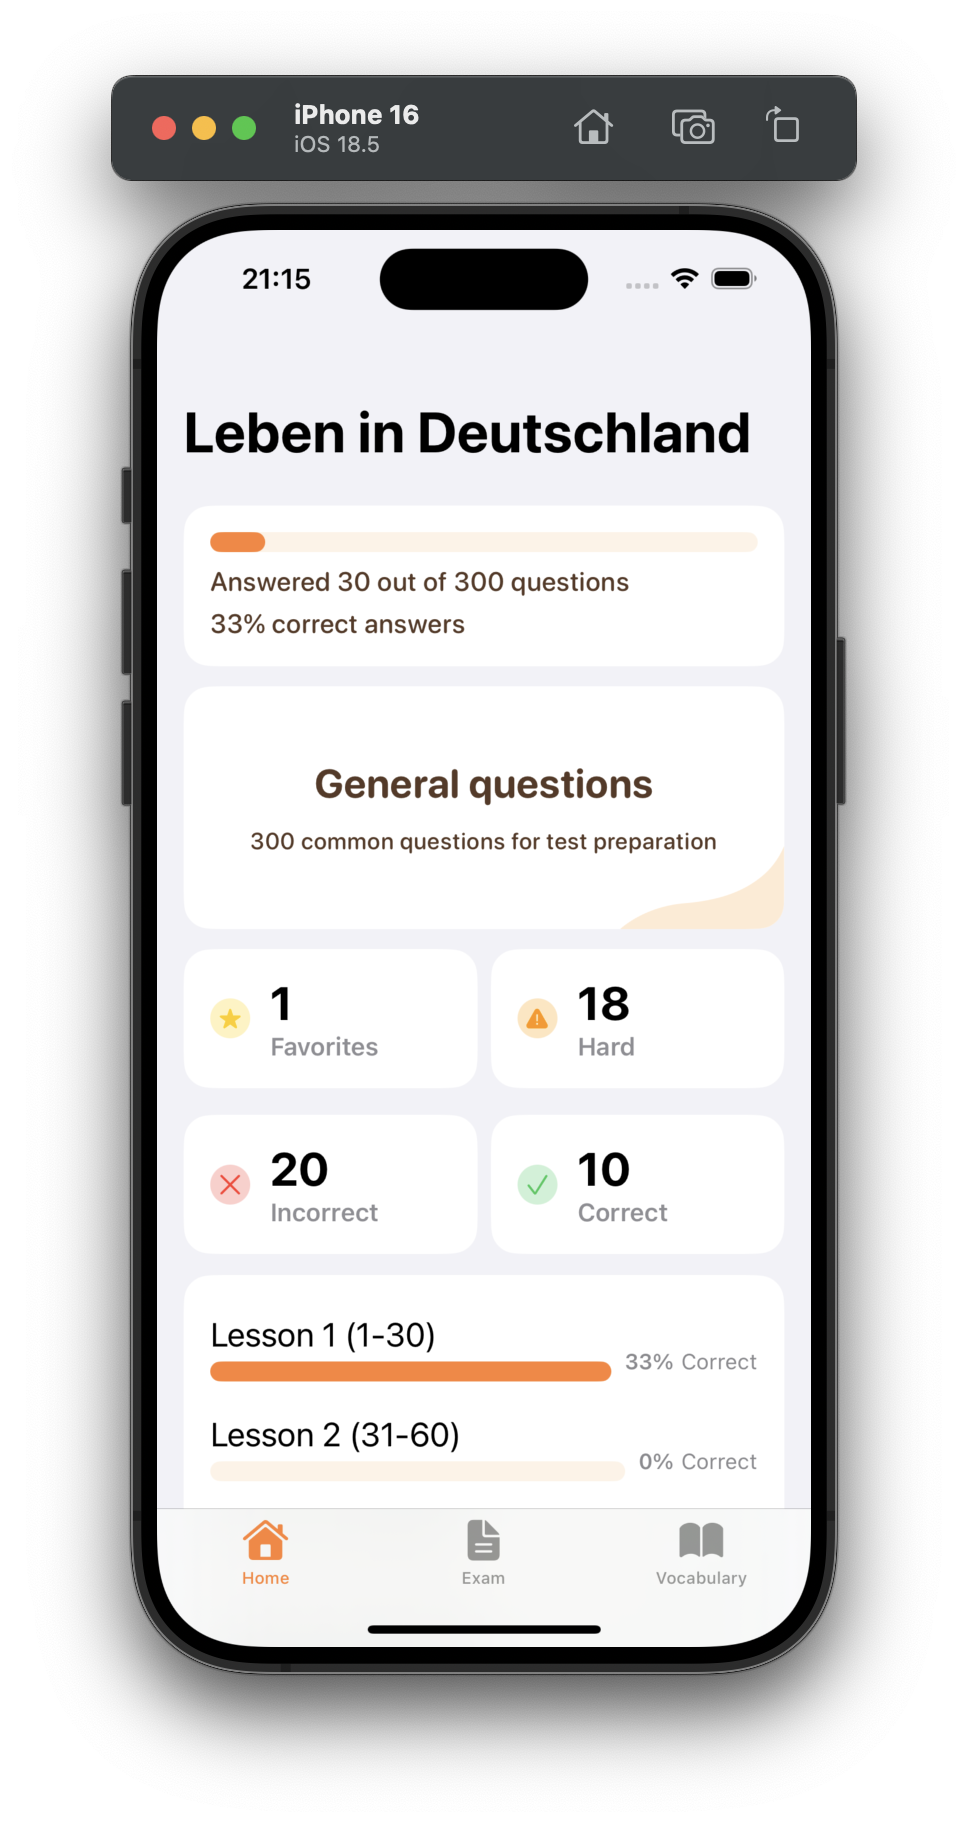 iPhone 16
iOS 18.5
21:15
Leben in Deutschland
Answered 30 out of 300 questions
33% correct answers
General questions
300 common questions for test preparation
1
Favorites
18
Hard
20
Incorrect
10
Correct
Lesson 1 (1-30)
33% Correct
Lesson 2 (31-60)
0% Correct
Home
Exam
Vocabulary